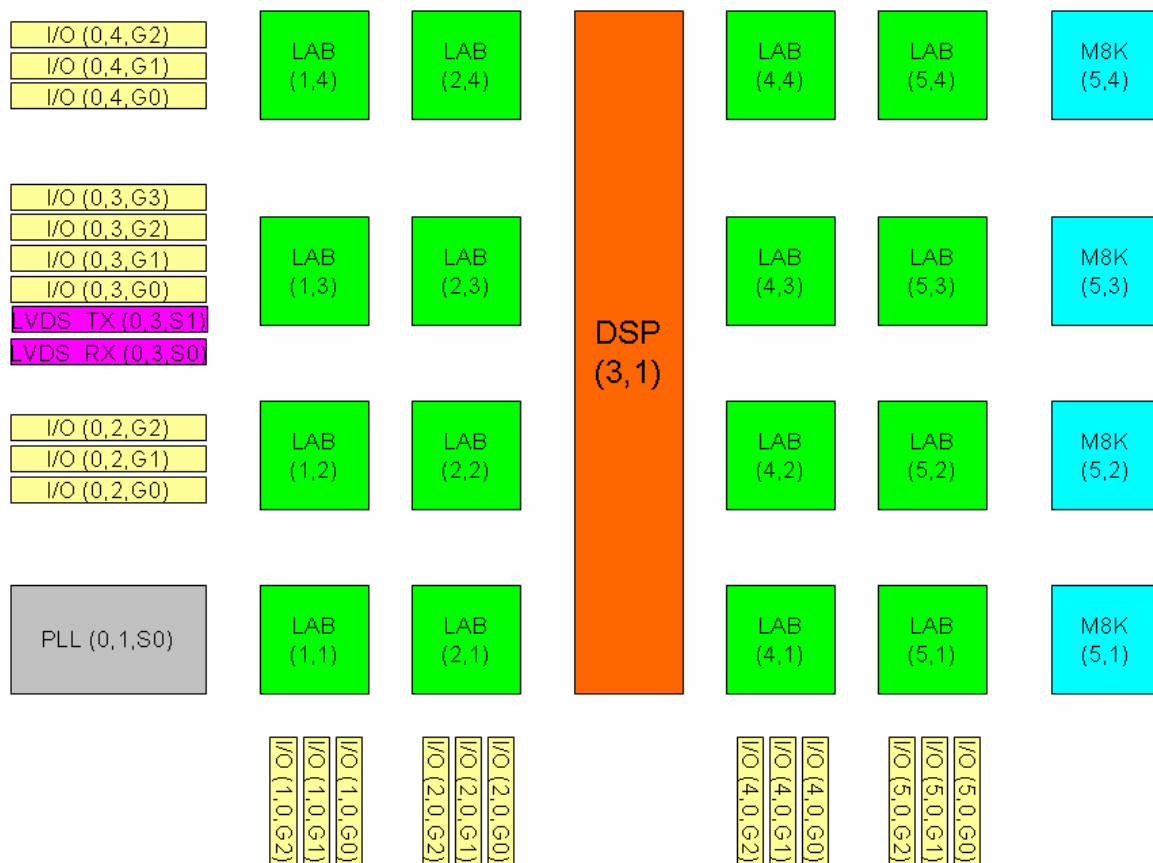 I/O (0,4,G2)
I/O (0,4,G1)
I/O (0,4,G0)
LAB
(1,4)
LAB
(2,4)
LAB
(4,4)
LAB
(5,4)
M8K
(5,4)
I/O (0,3,G3)
I/O (0,3,G2)
I/O (0,3,G1)
I/O (0,3,G0)
LVDS_TX (0,3,S1)
LVDS_RX (0,3,S0)
LAB
(1,3)
LAB
(2,3)
DSP
(3,1)
LAB
(4,3)
LAB
(5,3)
M8K
(5,3)
I/O (0,2,G2)
I/O (0,2,G1)
I/O (0,2,G0)
LAB
(1,2)
LAB
(2,2)
LAB
(4,2)
LAB
(5,2)
M8K
(5,2)
PLL (0,1,S0)
LAB
(1,1)
LAB
(2,1)
LAB
(4,1)
LAB
(5,1)
M8K
(5,1)
I/O (1,0,G2)
I/O (1,0,G1)
I/O (1,0,G0)
I/O (2,0,G2)
I/O (2,0,G1)
I/O (2,0,G0)
I/O (4,0,G2)
I/O (4,0,G1)
I/O (4,0,G0)
I/O (5,0,G2)
I/O (5,0,G1)
I/O (5,0,G0)